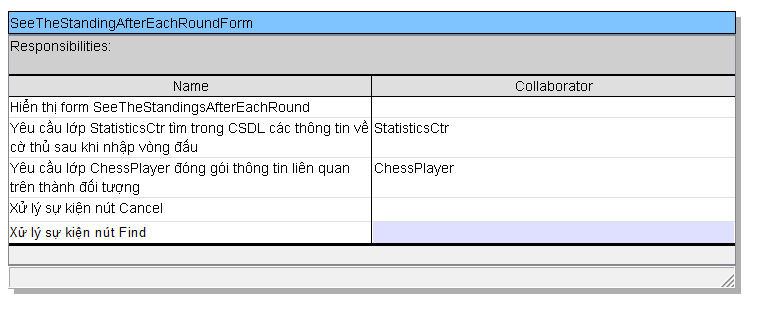 SeeTheStandingAfterEachRoundForm
Responsibilities:
Name Collaborator
Hiển thị form SeeTheStandingsAfterEachRound
Yêu cầu lớp StatisticsCtr tìm trong CSDL các thông tin về StatisticsCtr
cờ thủ sau khi nhập vòng đấu
Yêu cầu lớp ChessPlayer đóng gói thông tin liên quan ChessPlayer
trên thành đối tượng
Xử lý sự kiện nút Cancel
Xử lý sự kiện nút Find